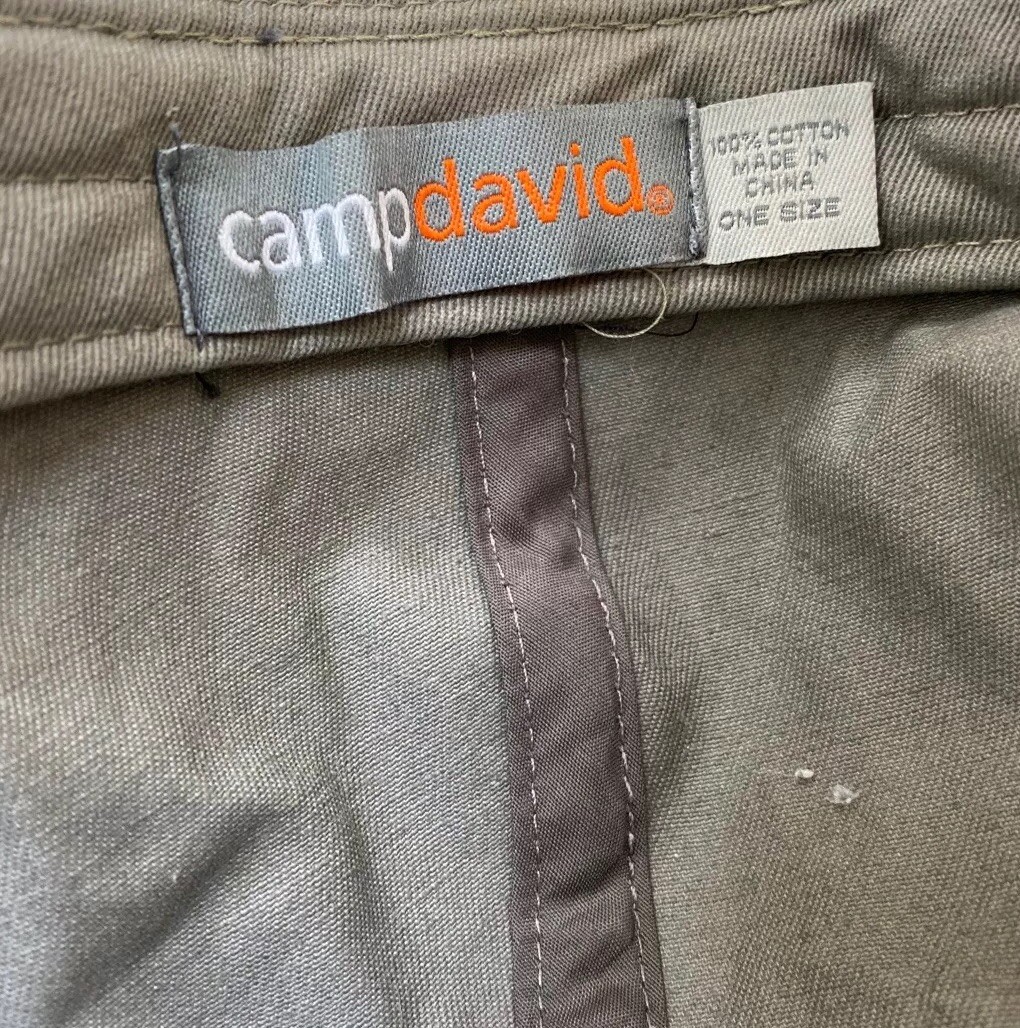 campdavid®
100% COTTON
MADE IN
CHINA
ONE SIZE